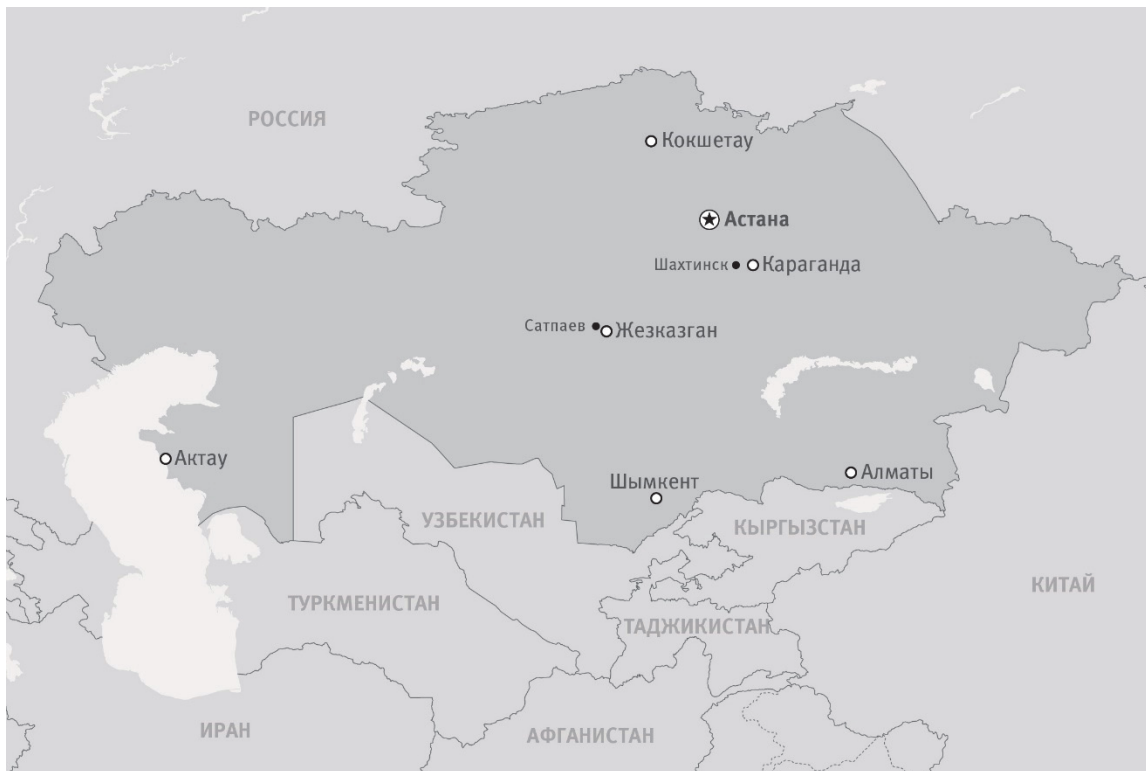 РОССИЯ
Кокшетау
Астана
Шахтинск
Караганда
Сатпаев
Жезказган
Актау
Шымкент
Алматы
УЗБЕКИСТАН
КЫРГЫЗСТАН
КИТАЙ
ТУРКМЕНИСТАН
ТАДЖИКИСТАН
ИРАН
АФГАНИСТАН